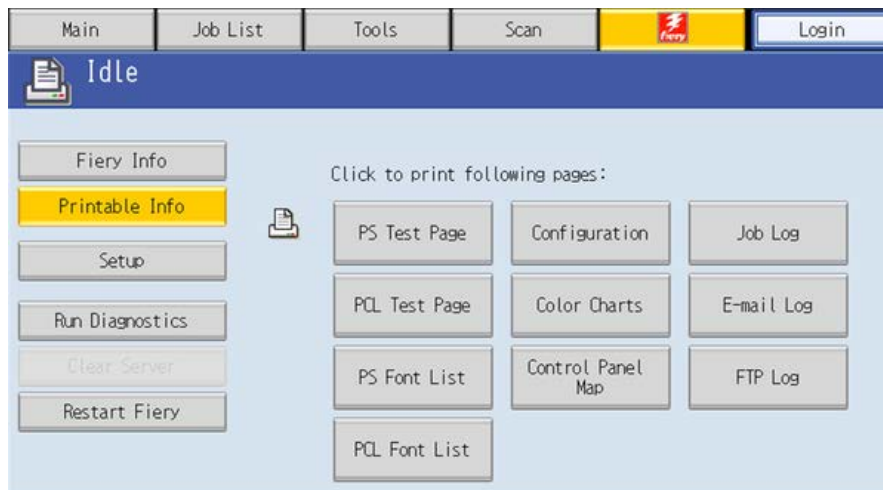 Main
Job List
Tools
Scan
fiery
Login
Idle
Fiery Info
Printable Info
Setup
Run Diagnostics
Clear Server
Restart Fiery
Click to print following pages:
PS Test Page
Configuration
Job Log
PCL Test Page
Color Charts
E-mail Log
PS Font List
Control Panel
Map
FTP Log
PCL Font List